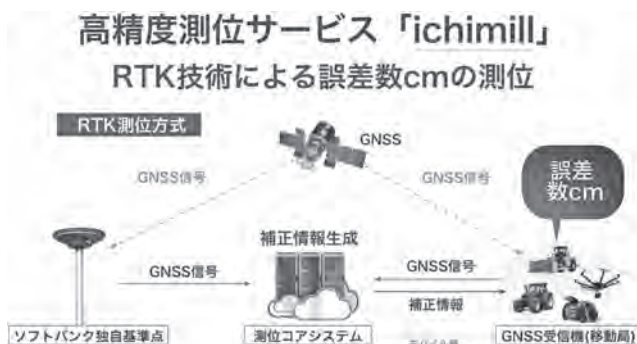 高精度測位サービス「ichimill」
RTK技術による誤差数cmの測位
RTK測位方式
GNSS
誤差
数cm
GNSS信号
GNSS信号
補正情報生成
GNSS信号
GNSS信号
補正情報
ソフトバンク独自基準点
測位コアシステム
GNSS受信機(移動局)